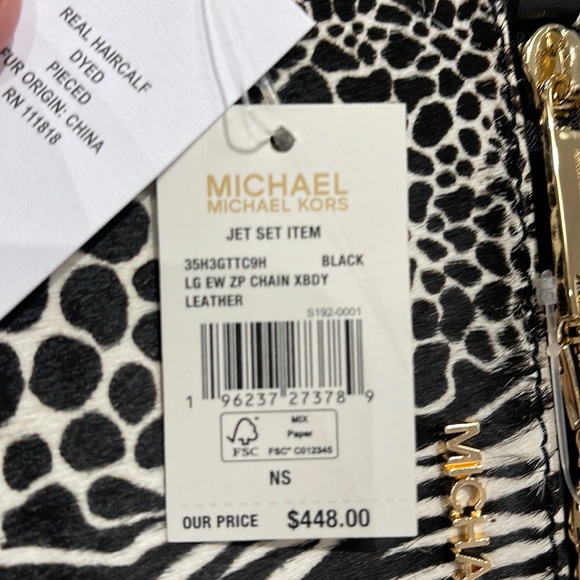 REAL HAIRCALF
DYED
PIECED
FUR ORIGIN: CHINA
RN 111818
MICHAEL
MICHAEL KORS
JET SET ITEM
35H3GTTC9H BLACK
LG EW ZP CHAIN XBDY
LEATHER
S192-0001
1 96237 27378 9
MIX
Paper
FSC FSC™ C012345
NS
OUR PRICE $448.00
MICHA